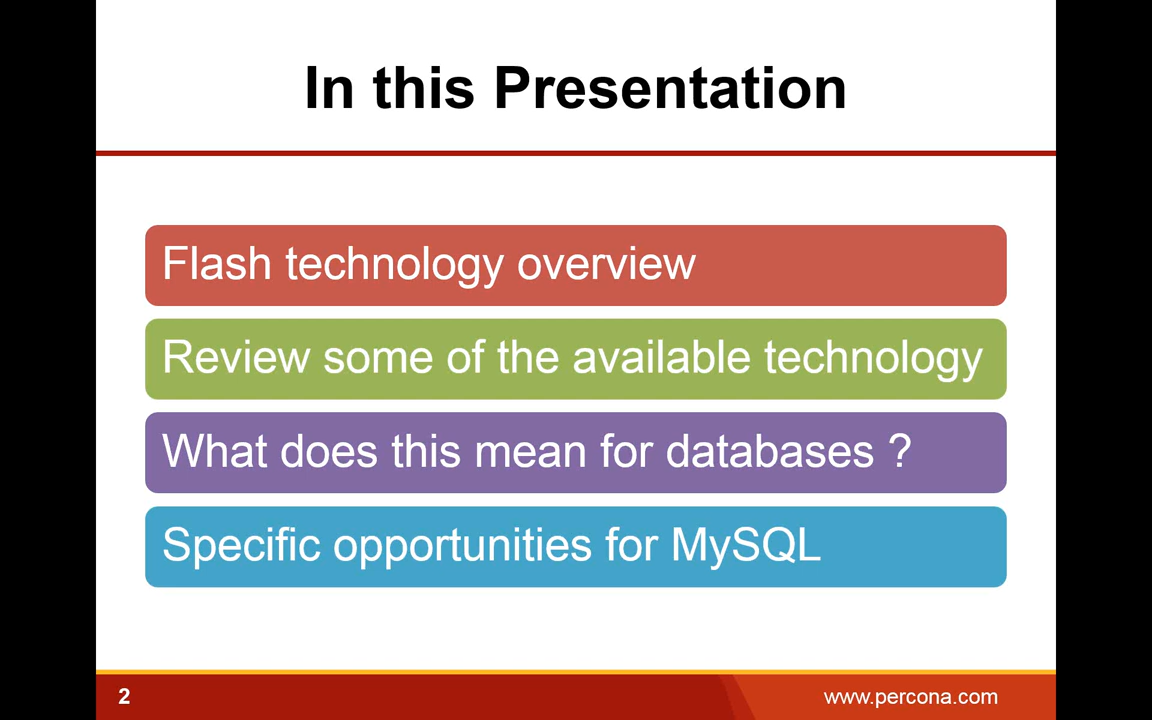 In this Presentation
Flash technology overview
Review some of the available technology
What does this mean for databases ?
Specific opportunities for MySQL
2
www.percona.com